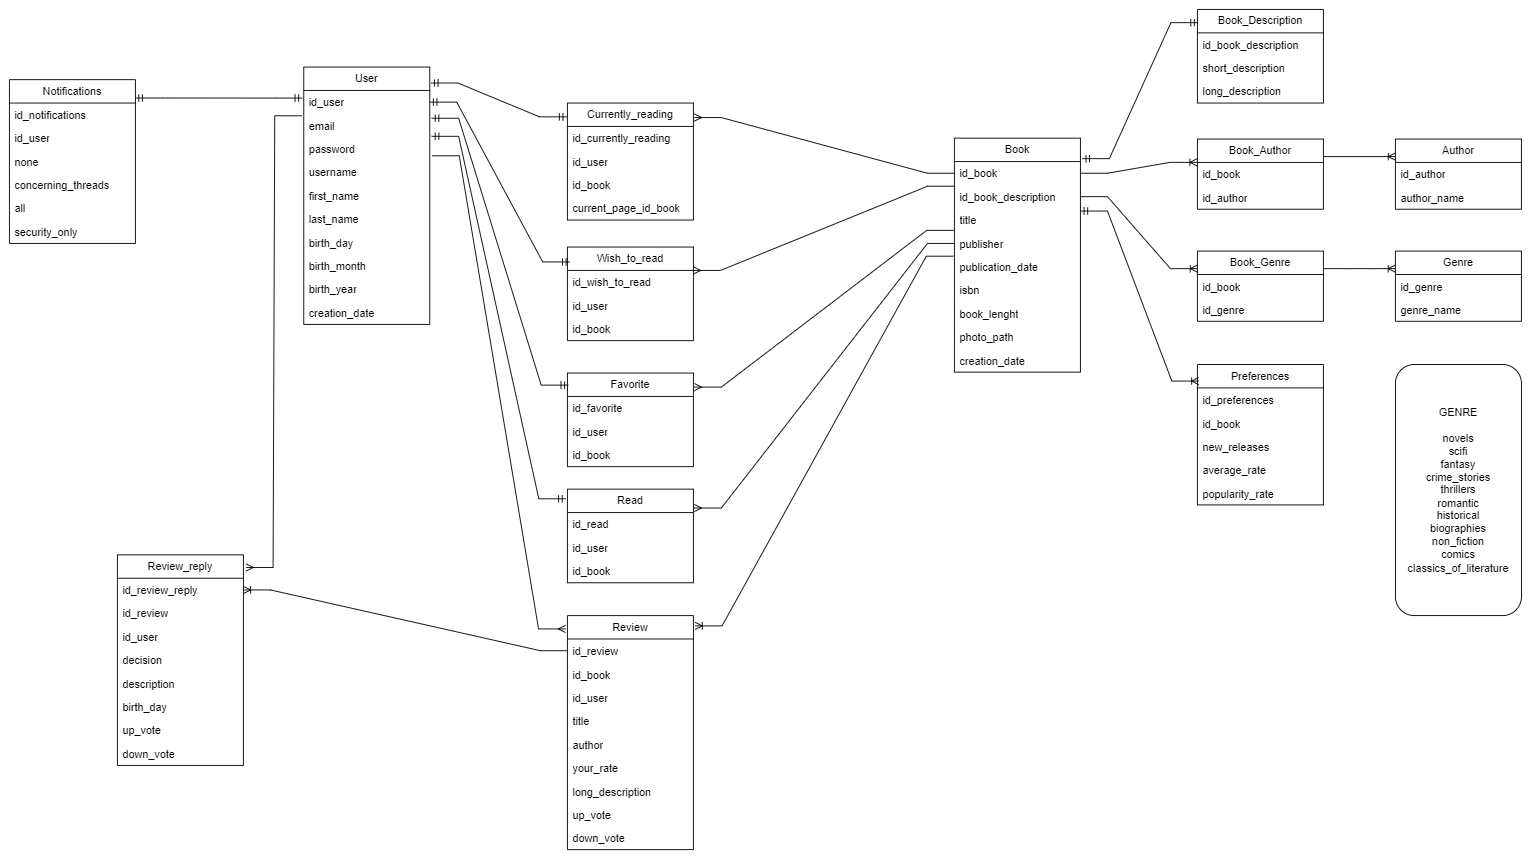 Notifications
id_notifications
id_user
none
concerning_threads
all
security_only
User
id_user
email
password
username
first_name
last_name
birth_day
birth_month
birth_year
creation_date
Currently_reading
id_currently_reading
id_user
id_book
current_page_id_book
Wish_to_read
id_wish_to_read
id_user
id_book
Favorite
id_favorite
id_user
id_book
Read
id_read
id_user
id_book
Review_reply
id_review_reply
id_review
id_user
decision
description
birth_day
up_vote
down_vote
Review
id_review
id_book
id_user
title
author
your_rate
long_description
up_vote
down_vote
Book
id_book
id_book_description
title
publisher
publication_date
isbn
book_lenght
photo_path
creation_date
Book_Description
id_book_description
short_description
long_description
Book_Author
id_book
id_author
Author
id_author
author_name
Book_Genre
id_book
id_genre
Genre
id_genre
genre_name
Preferences
id_preferences
id_book
new_releases
average_rate
popularity_rate
GENRE
novels
scifi
fantasy
crime_stories
thrillers
romantic
historical
biographies
non_fiction
comics
classics_of_literature